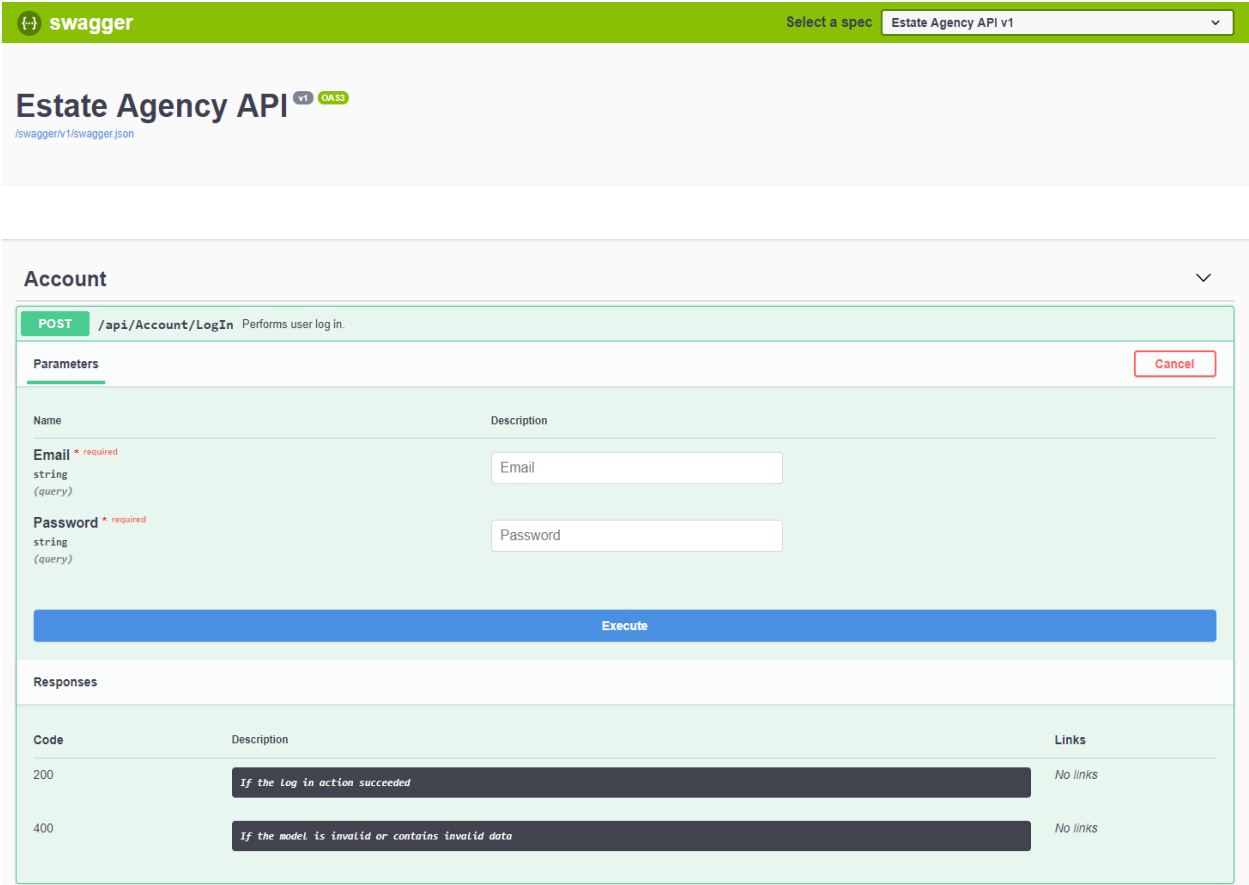 {··} swagger Select a spec Estate Agency API v1
Estate Agency API v1 OAS3
/swagger/v1/swagger.json
Account
POST /api/Account/LogIn Performs user log in.
Parameters Cancel
Name Description
Email * required Email
string
(query)
Password * required Password
string
(query)
Execute
Responses
Code Description Links
200 If the log in action succeeded No links
400 If the model is invalid or contains invalid data No links